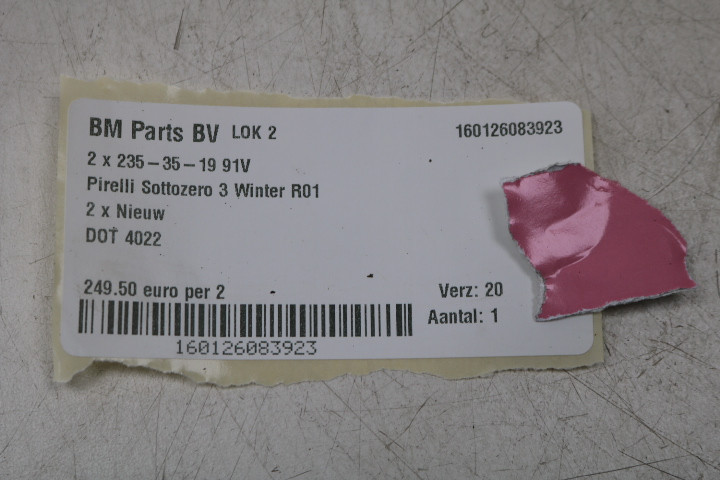 BM Parts BV LOK 2 160126083923
2 x 235-35-19 91V
Pirelli Sottozero 3 Winter R01
2 x Nieuw
DOT 4022
249.50 euro per 2 Verz: 20
Aantal: 1
160126083923